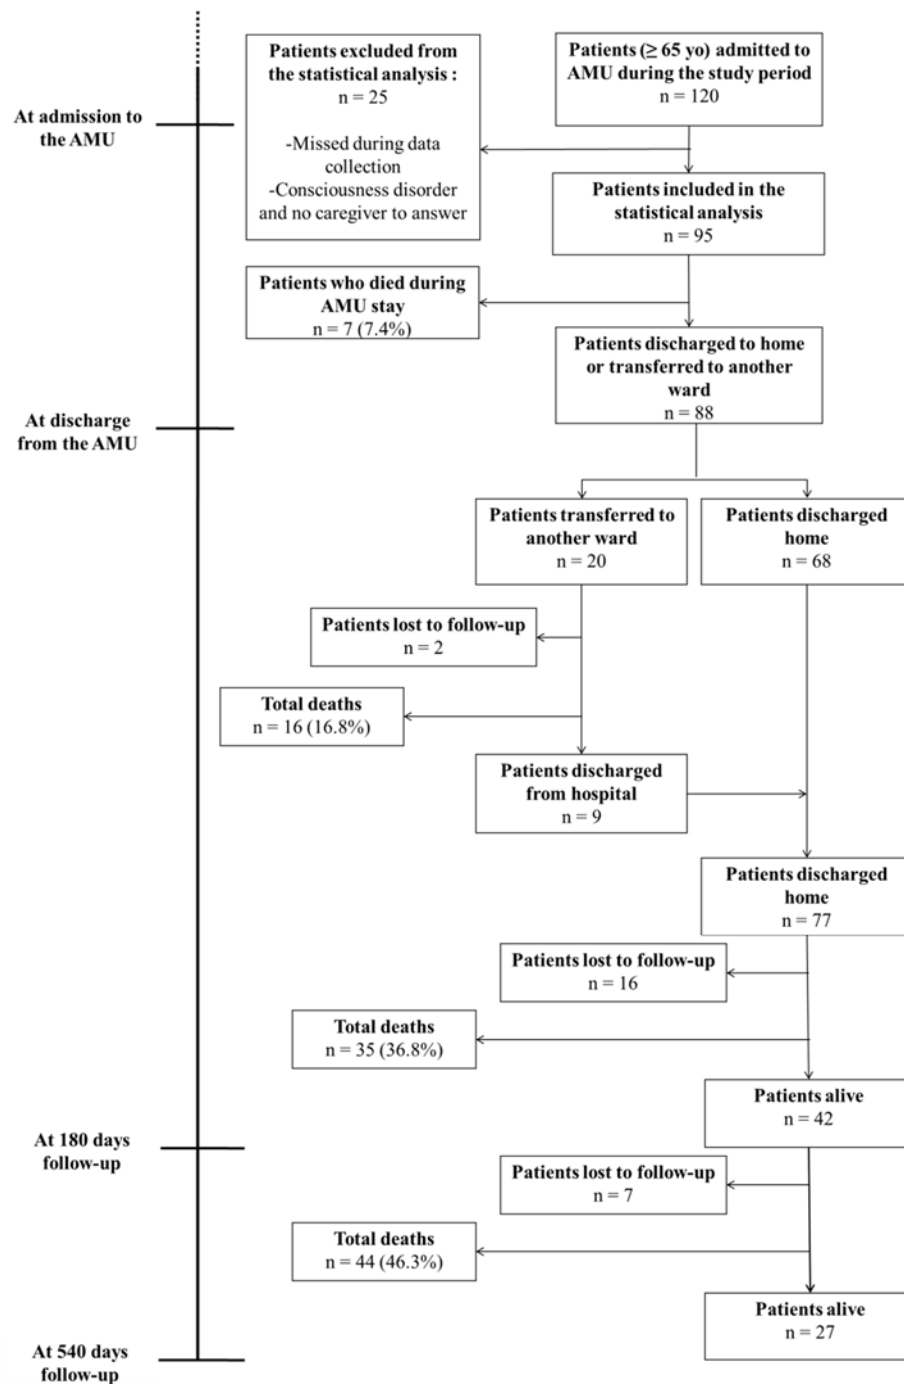 Patients excluded from
the statistical analysis :
n = 25
-Missed during data
collection
-Consciousness disorder
and no caregiver to answer
Patients (≥ 65 yo) admitted to
AMU during the study period
n = 120
At admission to
the AMU
Patients included in the
statistical analysis
n = 95
Patients who died during
AMU stay
n = 7 (7.4%)
Patients discharged to home
or transferred to another
ward
n = 88
At discharge
from the AMU
Patients transferred to
another ward
n = 20
Patients discharged
home
n = 68
Patients lost to follow-up
n = 2
Total deaths
n = 16 (16.8%)
Patients discharged
from hospital
n = 9
Patients discharged
home
n = 77
Patients lost to follow-up
n = 16
Total deaths
n = 35 (36.8%)
Patients alive
n = 42
At 180 days
follow-up
Patients lost to follow-up
n = 7
Total deaths
n = 44 (46.3%)
Patients alive
n = 27
At 540 days
follow-up